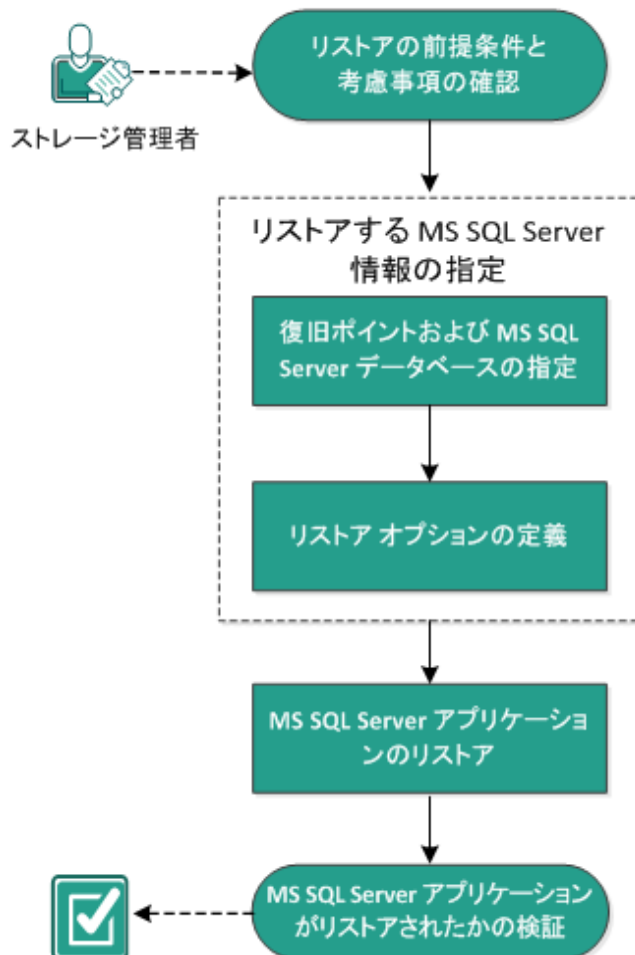 リストアの前提条件と
考慮事項の確認
ストレージ管理者
リストアする MS SQL Server
情報の指定
復旧ポイントおよび MS SQL
Server データベースの指定
リストア オプションの定義
MS SQL Server アプリケーショ
ンのリストア
MS SQL Server アプリケーション
がリストアされたかの検証